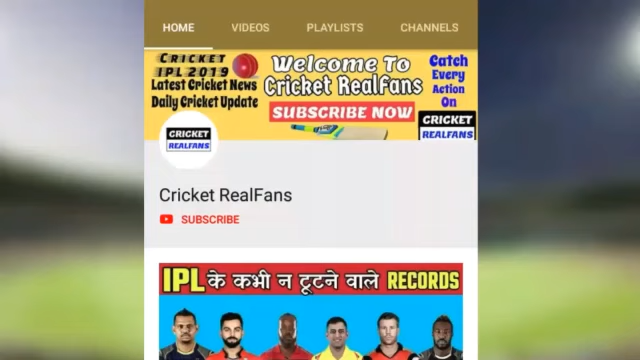 HOME VIDEOS PLAYLISTS CHANNELS
CRICKET
IPL 2019
Latest Cricket News
Daily Cricket Update
Welcome To
Cricket RealFans
SUBSCRIBE NOW
Catch
Every
Action
On
CRICKET
REALFANS
CRICKET
REALFANS
Cricket RealFans
SUBSCRIBE
IPL के कभी न टूटने वाले RECORDS